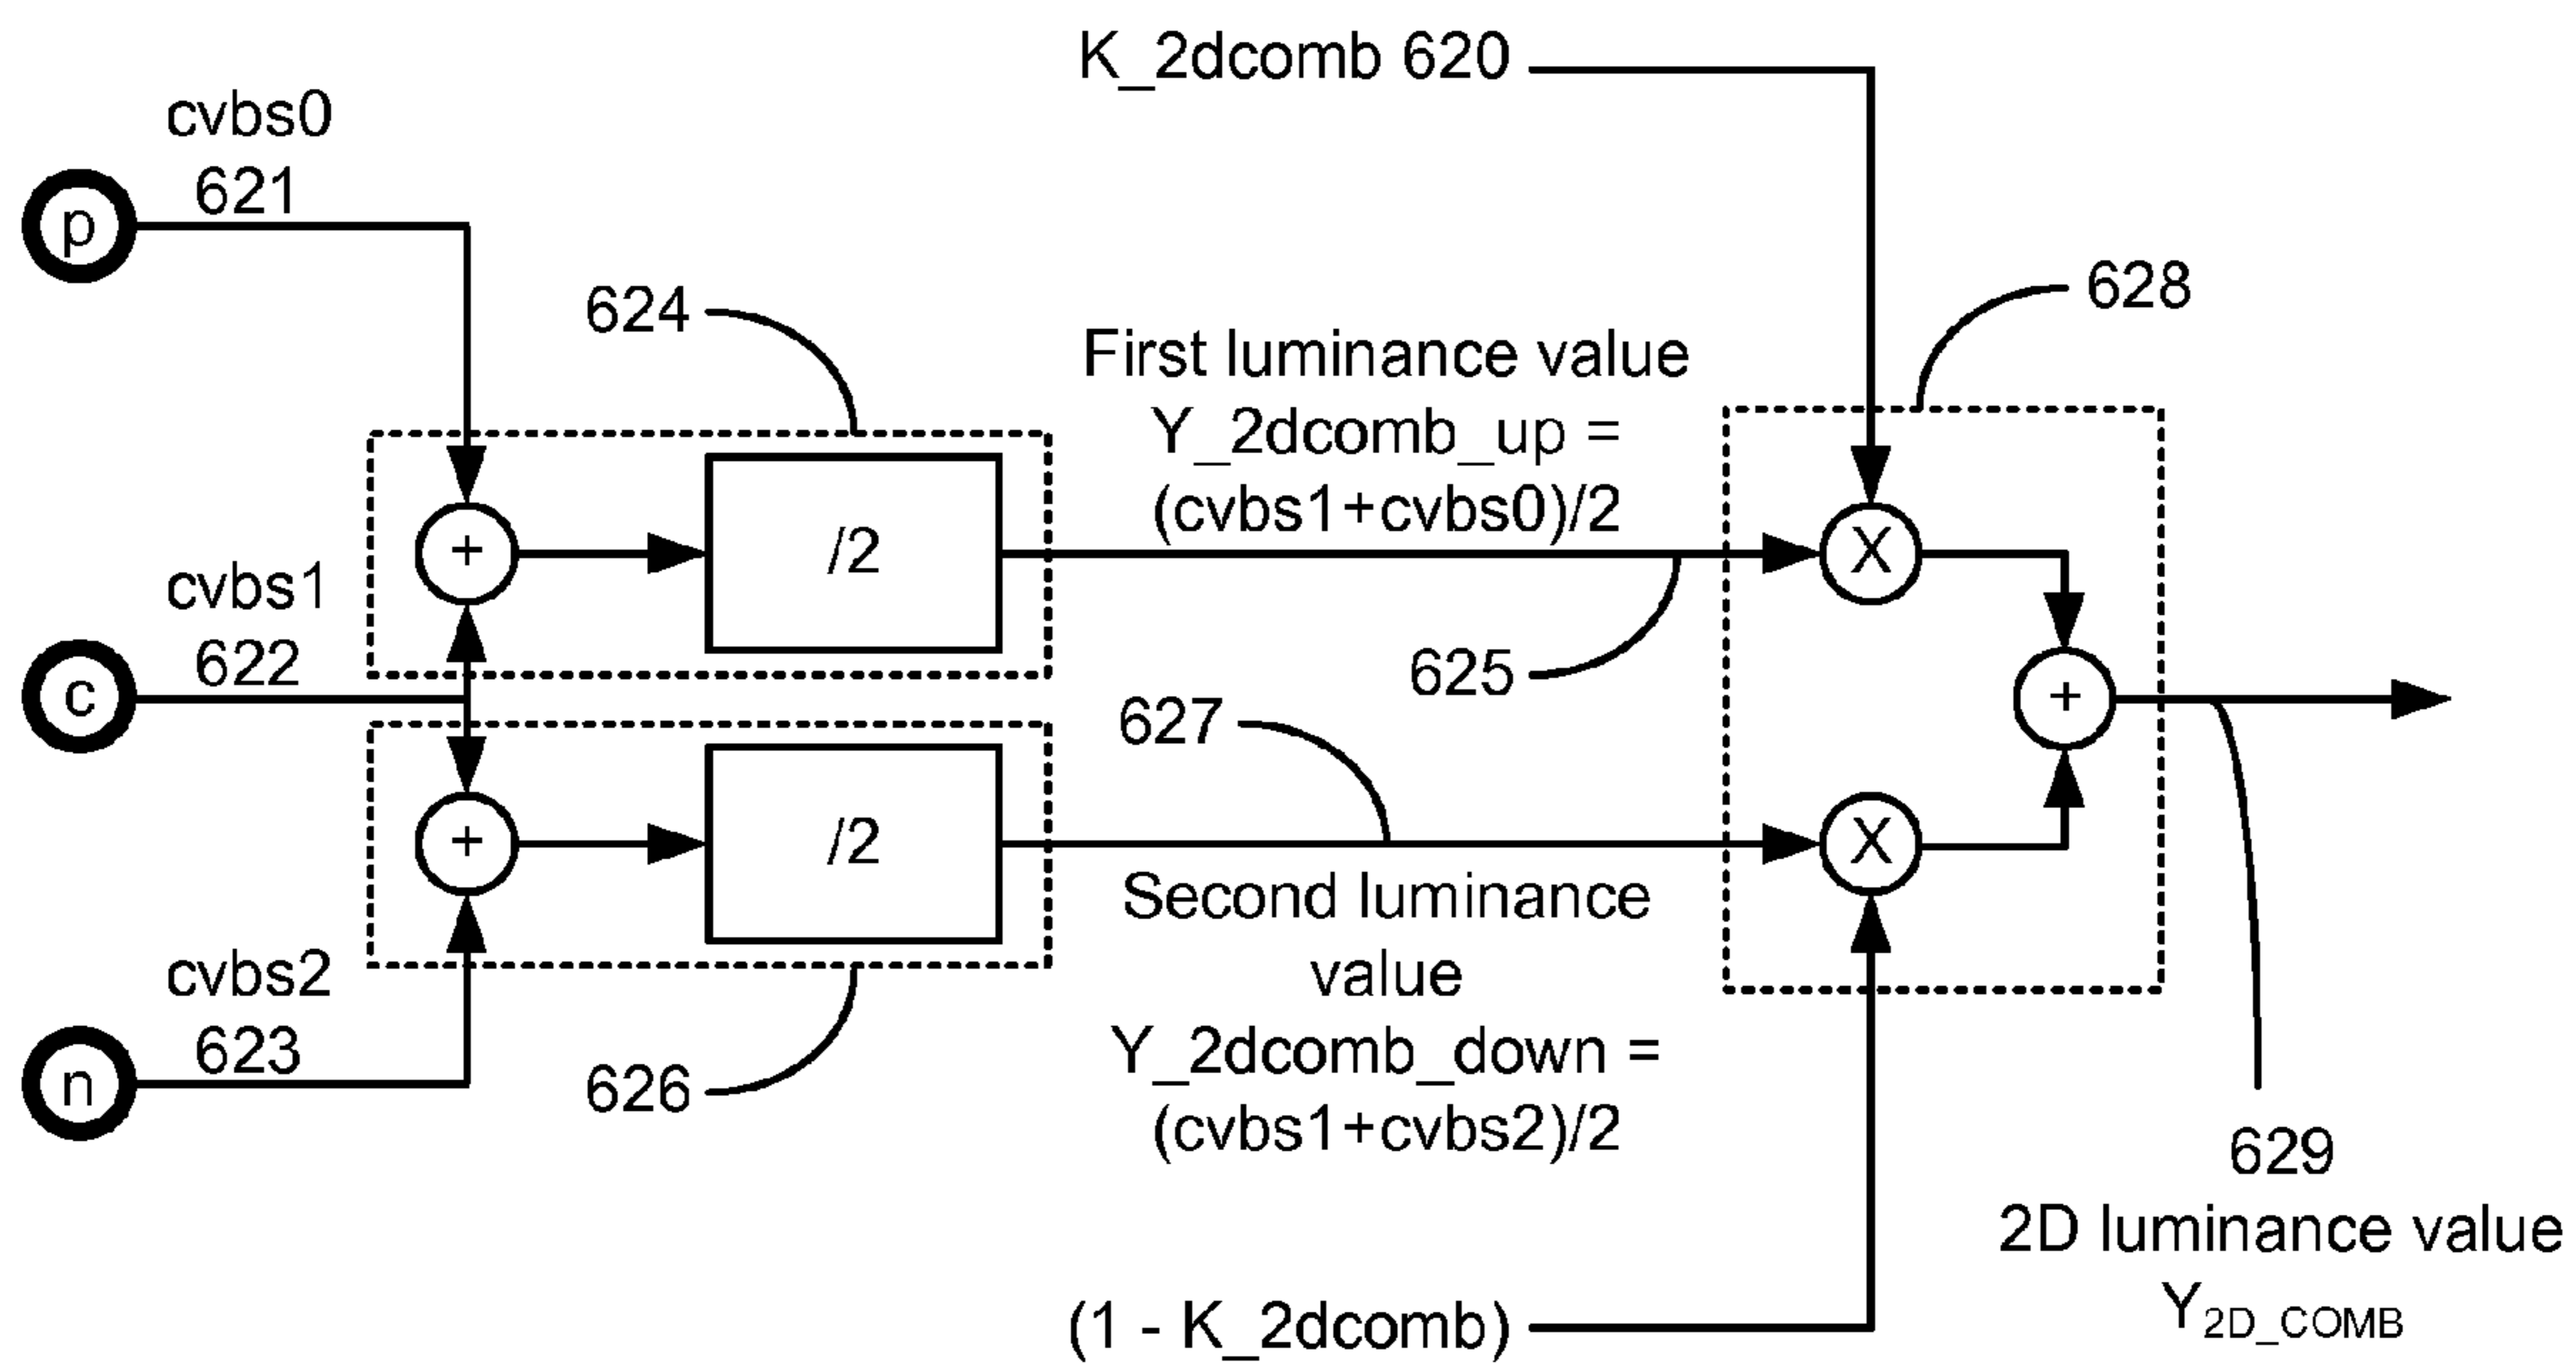 K_2dcomb 620
cvbs0
621
p
628
624
First luminance value
Y_2dcomb_up =
(cvbs1+cvbs0)/2
+
/2
X
cvbs1
622
c
625
+
627
+
/2
X
Second luminance
value
Y_2dcomb_down =
(cvbs1+cvbs2)/2
cvbs2
623
n
626
629
2D luminance value
Y2D_COMB
(1 - K_2dcomb)